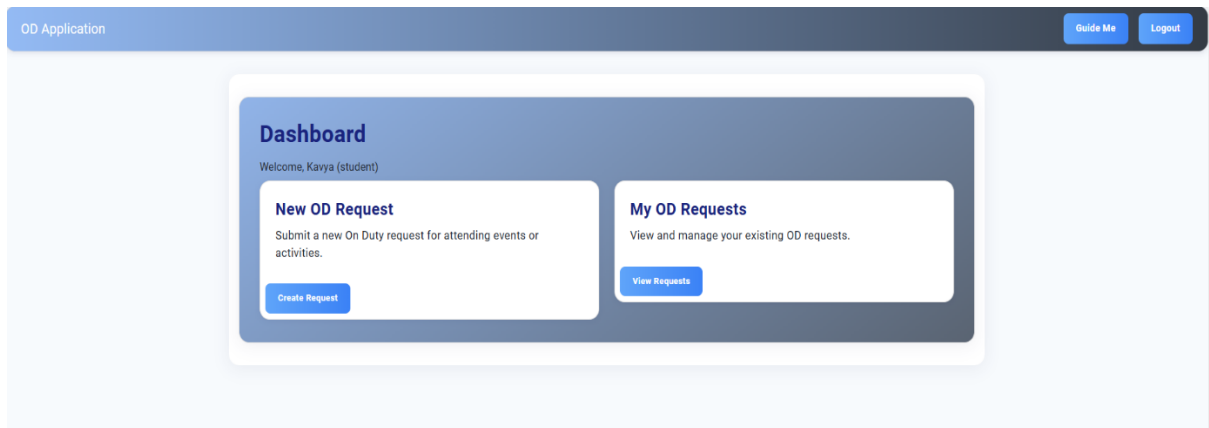 OD Application
Guide Me
Logout
Dashboard
Welcome, Kavya (student)
New OD Request
Submit a new On Duty request for attending events or
activities.
Create Request
My OD Requests
View and manage your existing OD requests.
View Requests